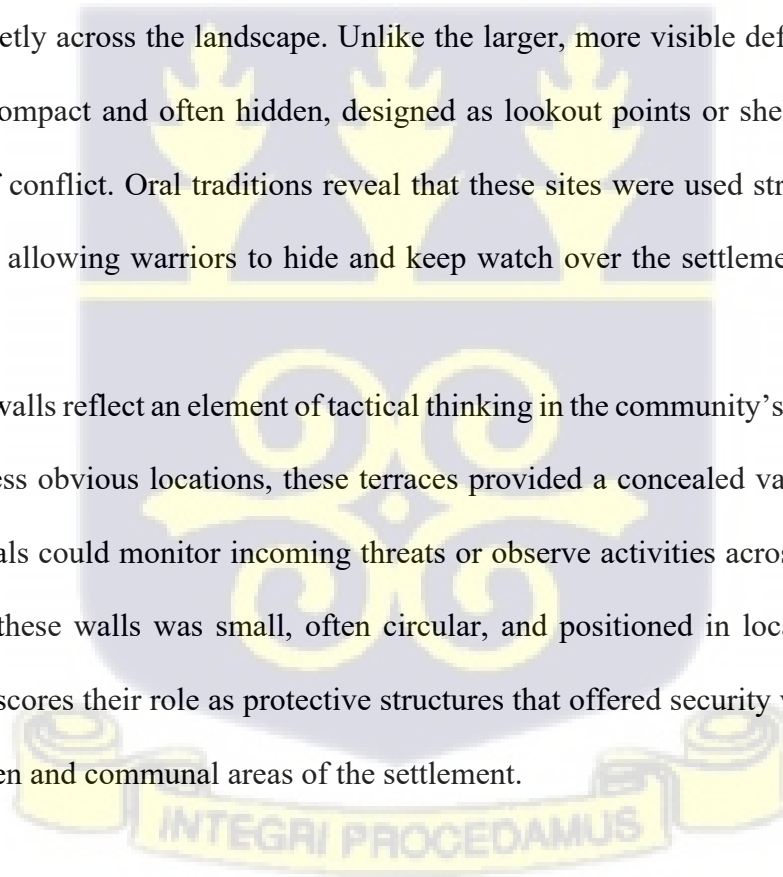 etly across the landscape. Unlike the larger, more visible def
ompact and often hidden, designed as lookout points or she
f conflict. Oral traditions reveal that these sites were used str
allowing warriors to hide and keep watch over the settleme
walls reflect an element of tactical thinking in the community’s
ess obvious locations, these terraces provided a concealed va
als could monitor incoming threats or observe activities acros
these walls was small, often circular, and positioned in loca
scores their role as protective structures that offered security
en and communal areas of the settlement.
INTEGRI PROCEDAMUS